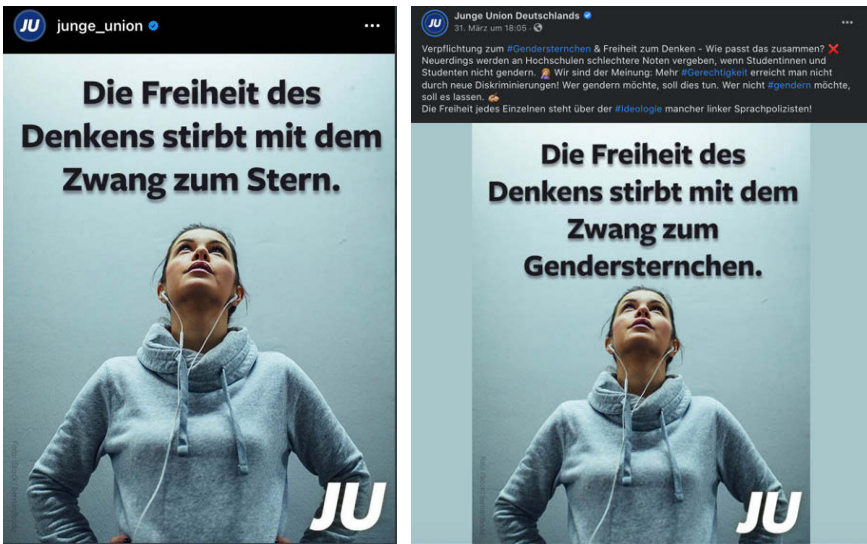 JU junge_union
Die Freiheit des
Denkens stirbt mit dem
Zwang zum Stern.
JU
JU Junge Union Deutschlands
31. März um 18:05 ·
Verpflichtung zum #Gendersternchen & Freiheit zum Denken - Wie passt das zusammen? ❌
Neuerdings werden an Hochschulen schlechtere Noten vergeben, wenn Studentinnen und
Studenten nicht gendern. 🤦🏼‍♀️ Wir sind der Meinung: Mehr #Gerechtigkeit erreicht man nicht
durch neue Diskriminierungen! Wer gendern möchte, soll dies tun. Wer nicht #gendern möchte,
soll es lassen.
Die Freiheit jedes Einzelnen steht über der #Ideologie mancher linker Sprachpolizisten!
Die Freiheit des
Denkens stirbt mit dem
Zwang zum
Gendersternchen.
JU